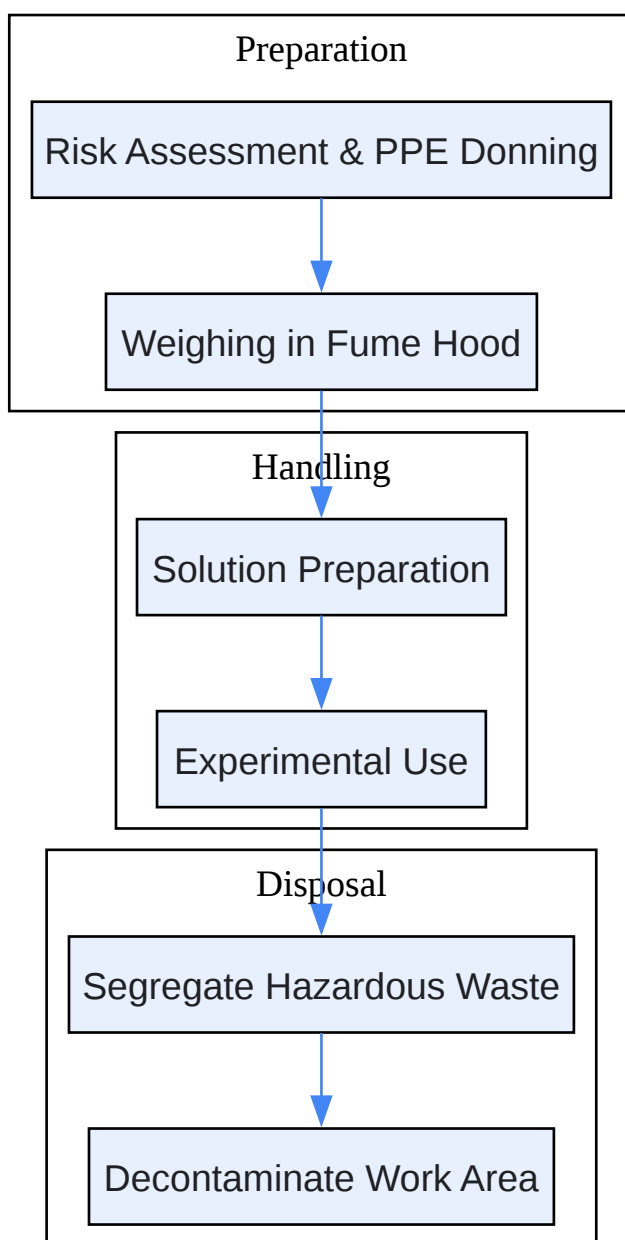 Preparation
Risk Assessment & PPE Donning
Weighing in Fume Hood
Handling
Solution Preparation
Experimental Use
Disposal
Segregate Hazardous Waste
Decontaminate Work Area